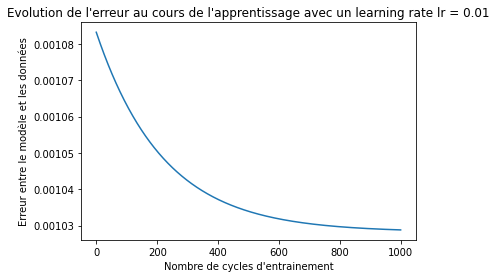 Evolution de l'erreur au cours de l'apprentissage avec un learning rate lr = 0.01
Erreur entre le modèle et les données
0.00108
0.00107
0.00106
0.00105
0.00104
0.00103
0 200 400 600 800 1000
Nombre de cycles d'entrainement